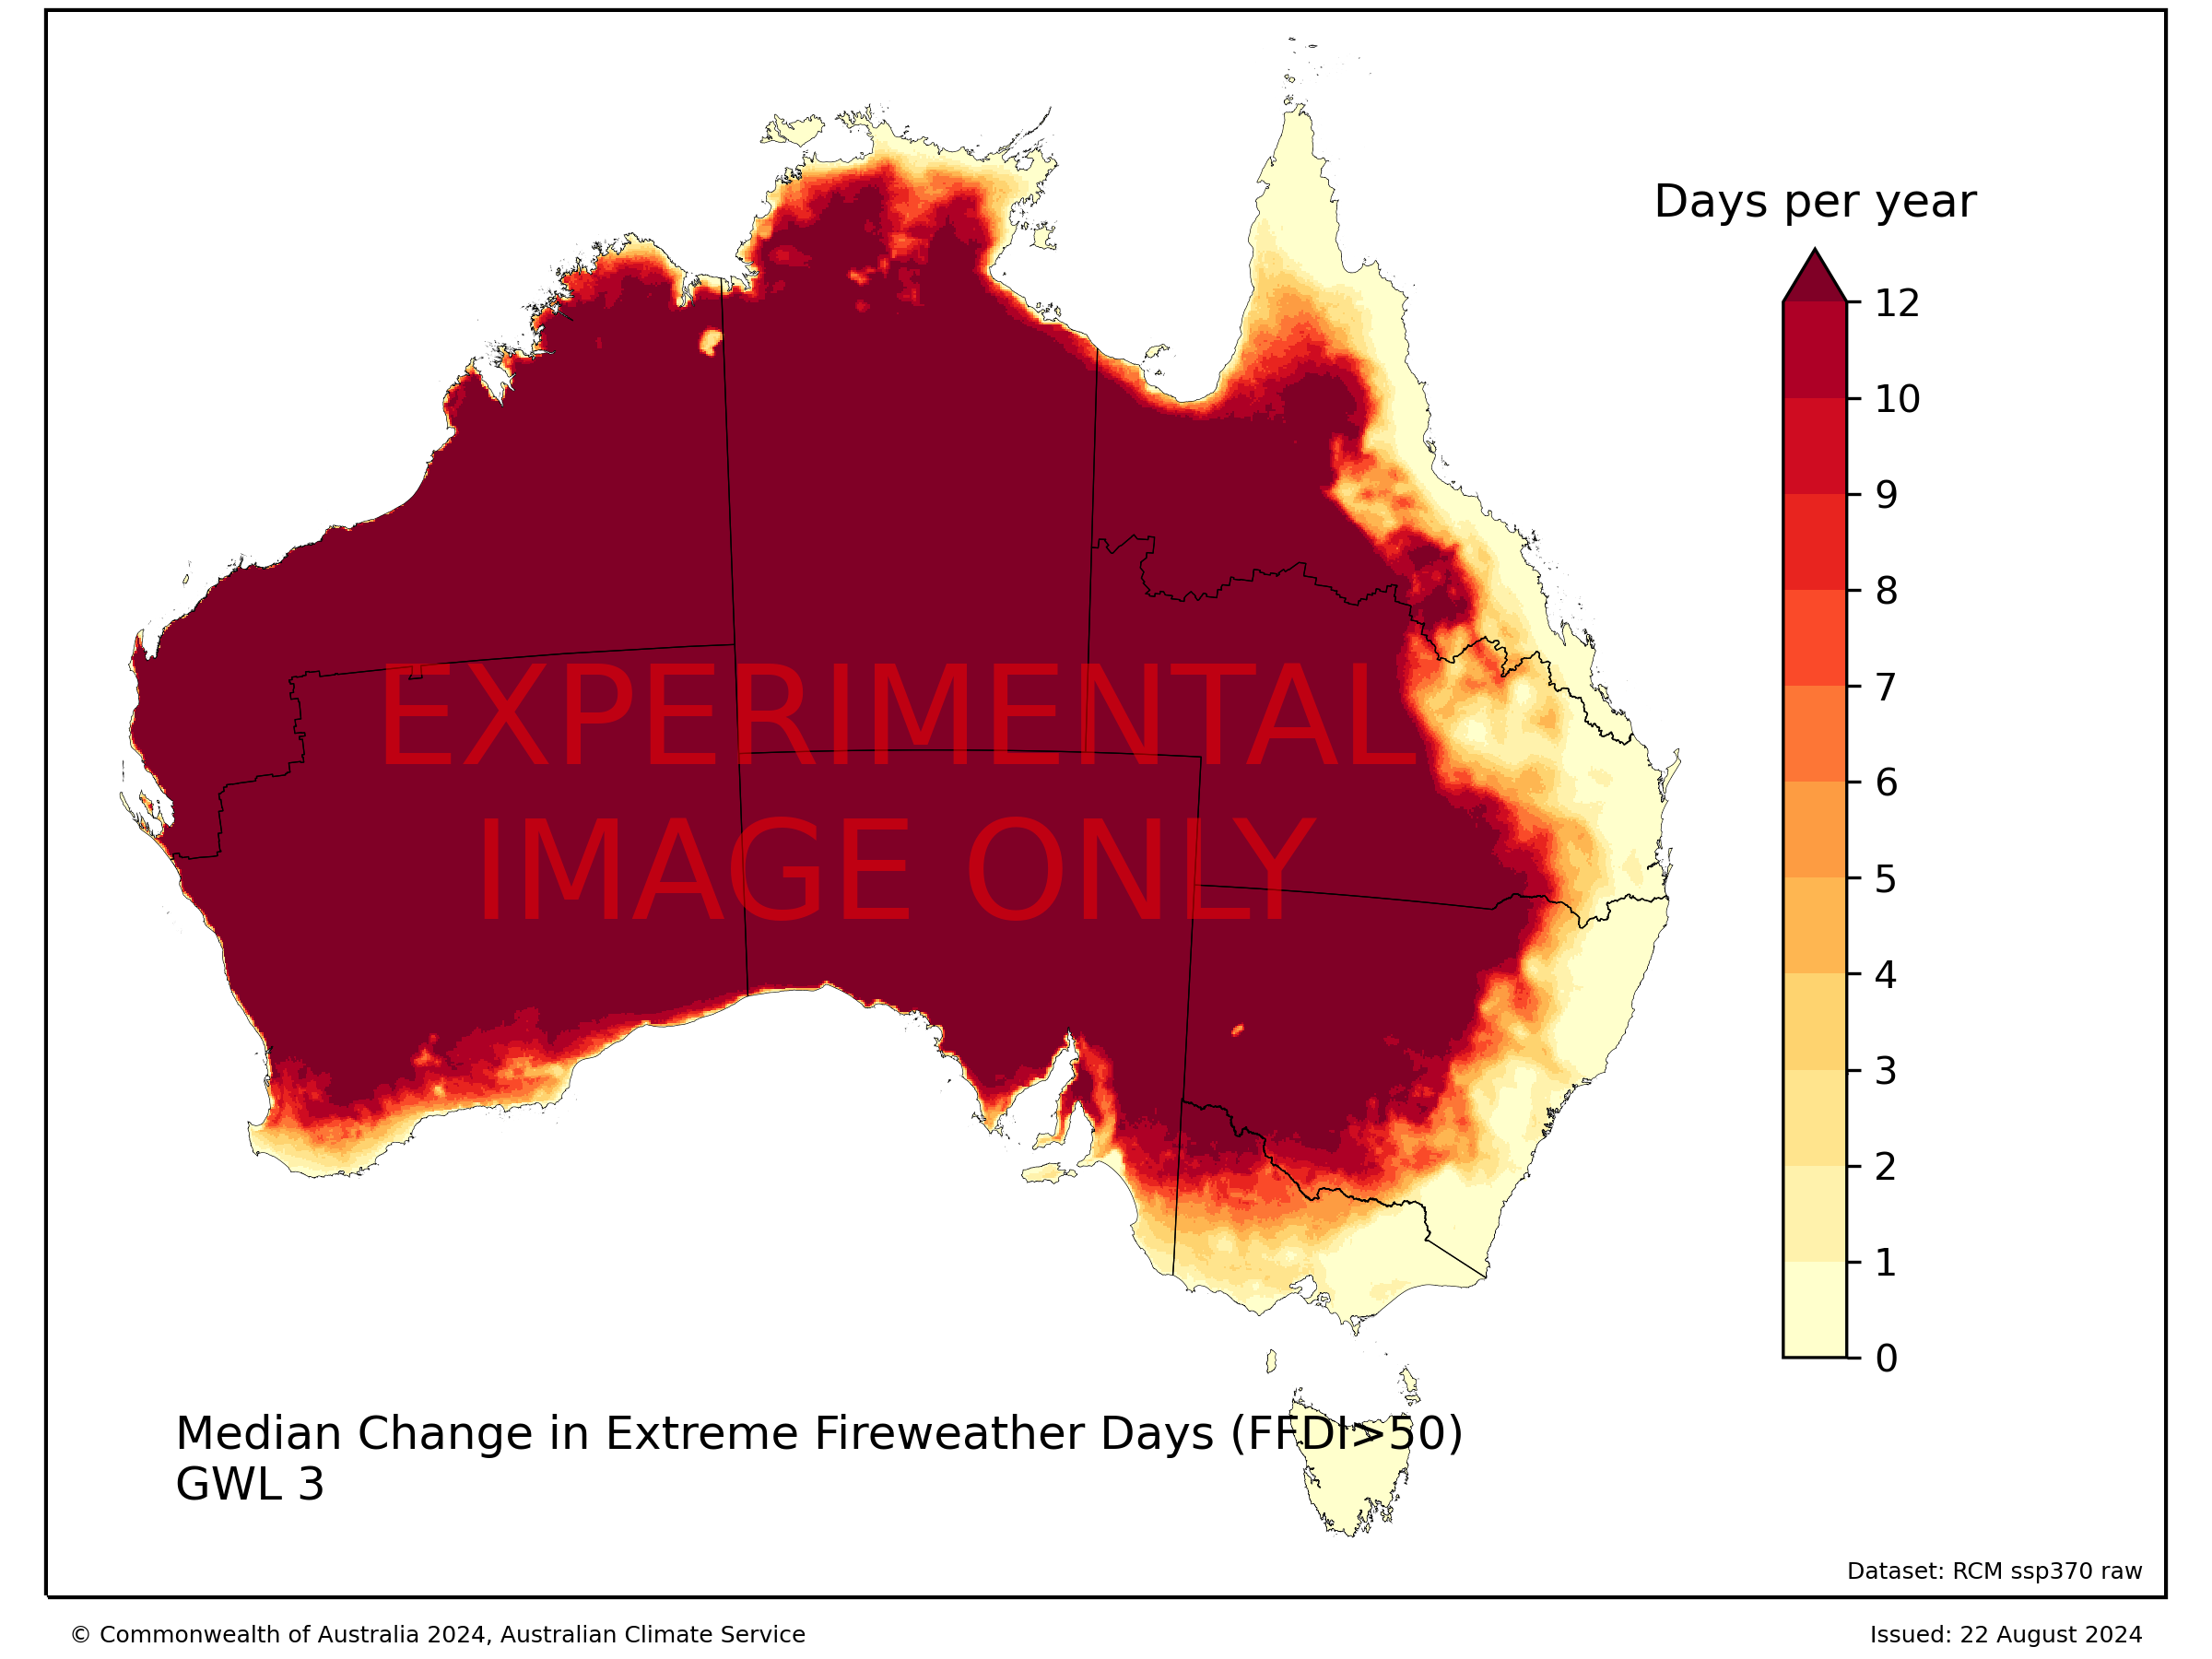 Days per year
12
10
9
8
7
6
5
4
3
2
1
0
EXPERIMENTAL
IMAGE ONLY
Median Change in Extreme Fireweather Days (FFDI>50)
GWL 3
Dataset: RCM ssp370 raw
© Commonwealth of Australia 2024, Australian Climate Service
Issued: 22 August 2024